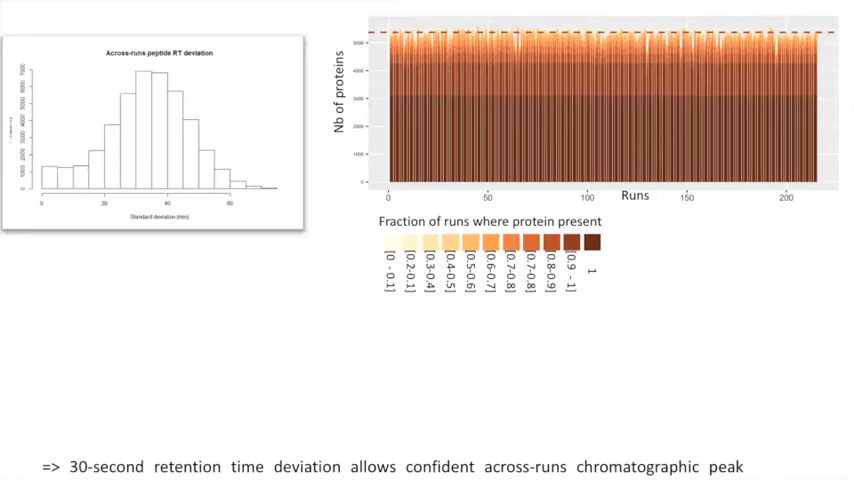 Across-runs peptide RT deviation
7000
6000
5000
4000
3000
2000
1000
0
0 20 40 60
Standard deviation (min)
Nb of proteins
5000
4000
3000
2000
1000
0
0 50 100 150 200
Runs
Fraction of runs where protein present
[0 - 0.1]
[0.2-0.1]
[0.3-0.4]
[0.4-0.5]
[0.5-0.6]
[0.6-0.7]
[0.7-0.8]
[0.7-0.8]
[0.8-0.9]
[0.9 - 1]
1
=> 30-second retention time deviation allows confident across-runs chromatographic peak